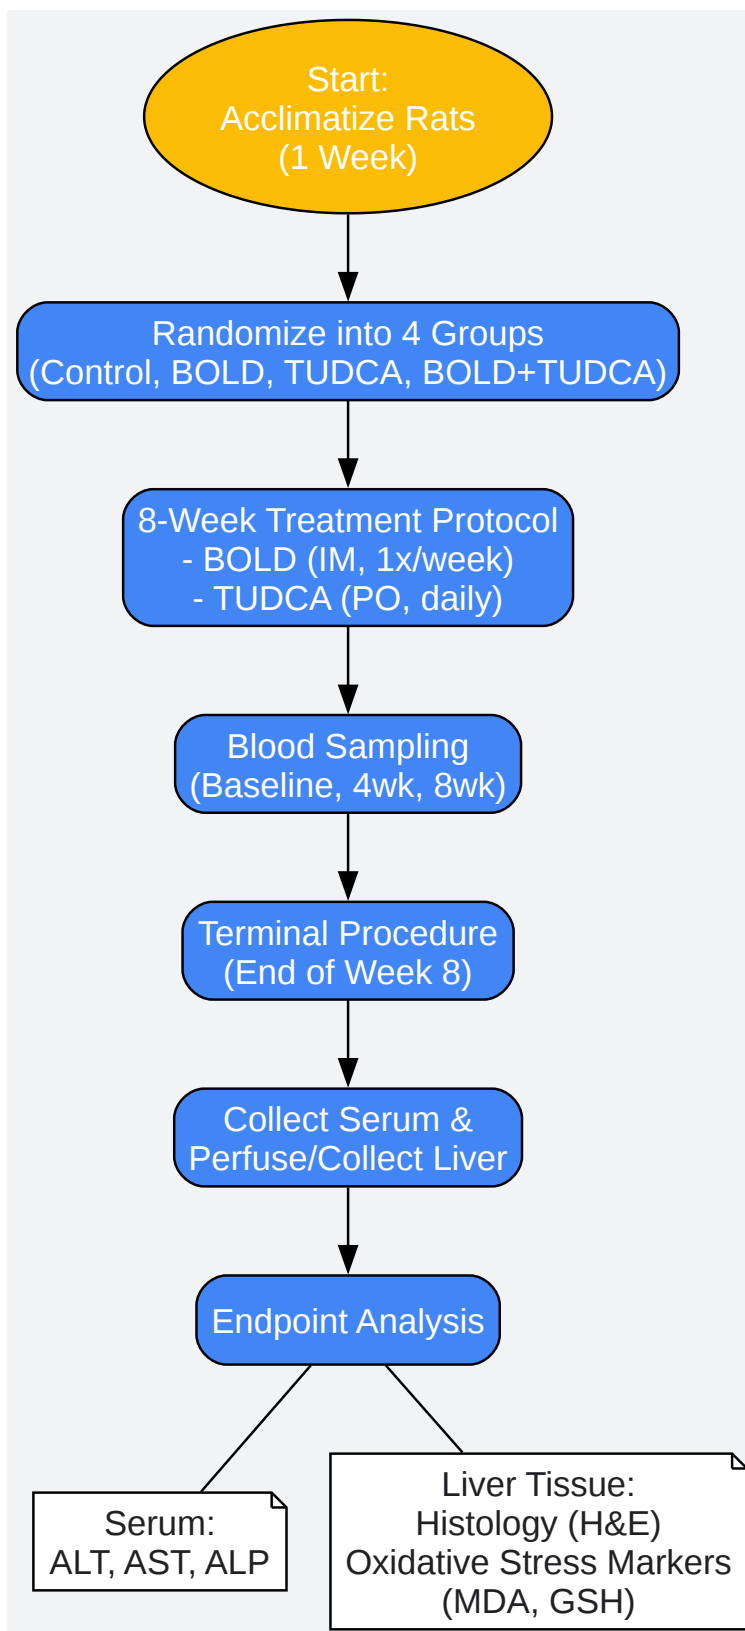 Start:
Acclimatize Rats
(1 Week)
Randomize into 4 Groups
(Control, BOLD, TUDCA, BOLD+TUDCA)
8-Week Treatment Protocol
- BOLD (IM, 1x/week)
- TUDCA (PO, daily)
Blood Sampling
(Baseline, 4wk, 8wk)
Terminal Procedure
(End of Week 8)
Collect Serum &
Perfuse/Collect Liver
Endpoint Analysis
Serum:
ALT, AST, ALP
Liver Tissue:
Histology (H&E)
Oxidative Stress Markers
(MDA, GSH)